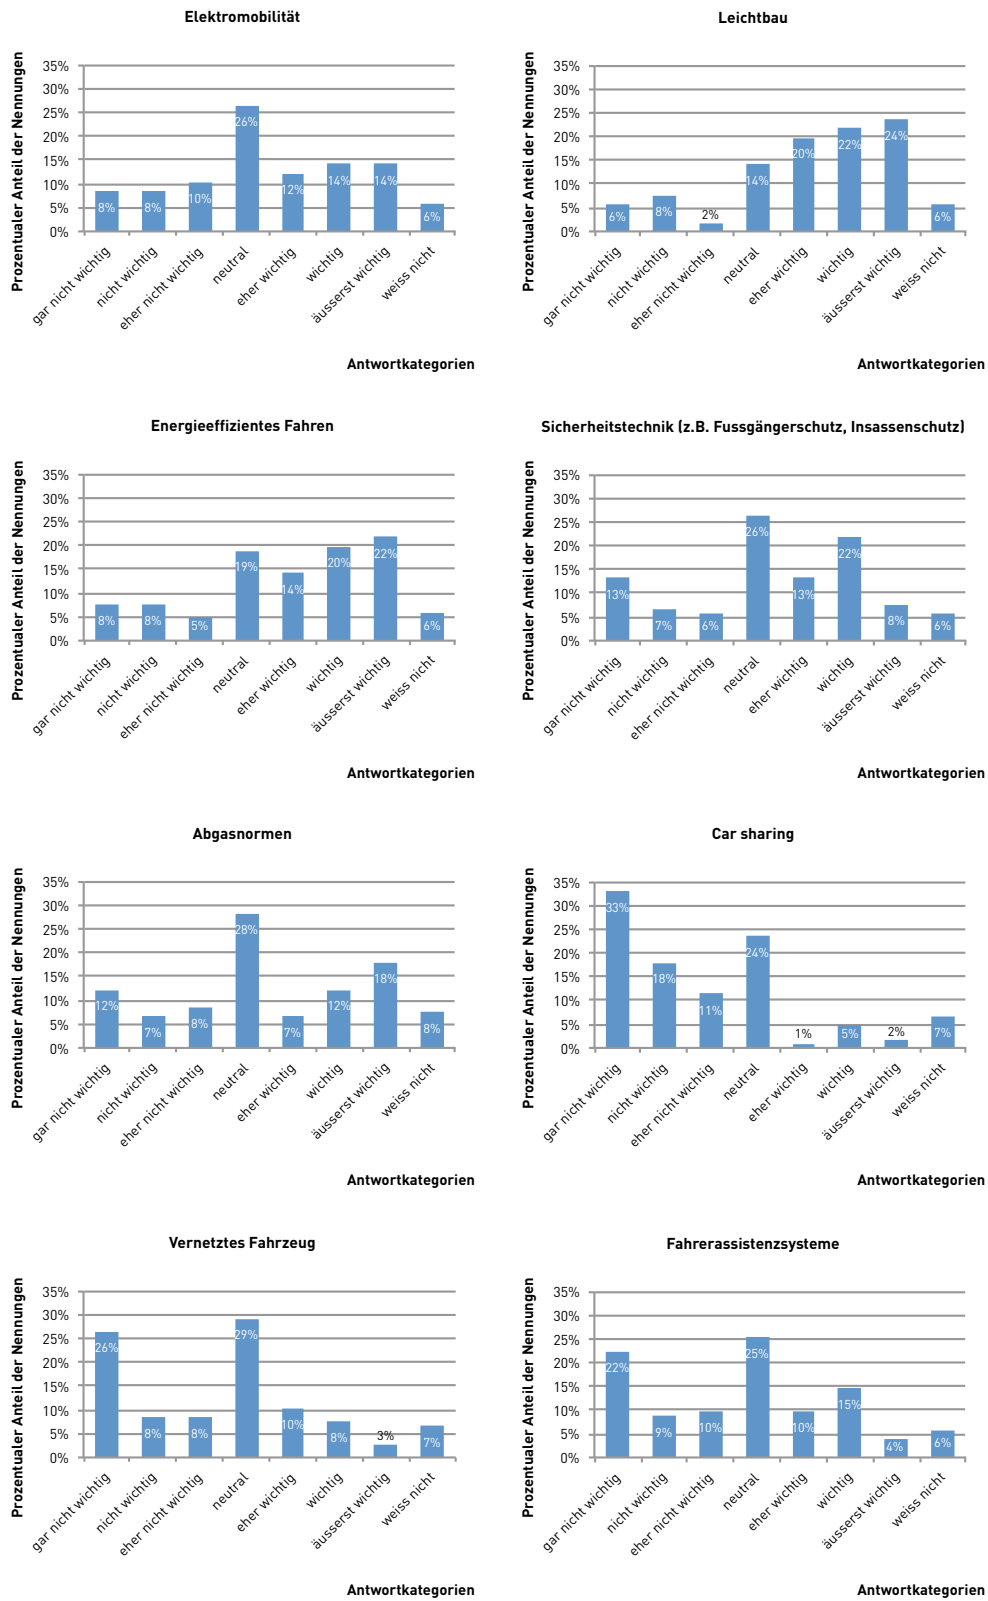 Elektromobilität
Prozentualer Anteil der Nennungen
35%
30%
25%
20%
15%
10%
5%
0%
8%
8%
10%
26%
12%
14%
14%
6%
gar nicht wichtig
nicht wichtig
eher nicht wichtig
neutral
eher wichtig
wichtig
äusserst wichtig
weiss nicht
Antwortkategorien
Leichtbau
Prozentualer Anteil der Nennungen
35%
30%
25%
20%
15%
10%
5%
0%
6%
8%
2%
14%
20%
22%
24%
6%
gar nicht wichtig
nicht wichtig
eher nicht wichtig
neutral
eher wichtig
wichtig
äusserst wichtig
weiss nicht
Antwortkategorien
Energieeffizientes Fahren
Prozentualer Anteil der Nennungen
35%
30%
25%
20%
15%
10%
5%
0%
8%
8%
5%
19%
14%
20%
22%
6%
gar nicht wichtig
nicht wichtig
eher nicht wichtig
neutral
eher wichtig
wichtig
äusserst wichtig
weiss nicht
Antwortkategorien
Sicherheitstechnik (z.B. Fussgängerschutz, Insassenschutz)
Prozentualer Anteil der Nennungen
35%
30%
25%
20%
15%
10%
5%
0%
13%
7%
6%
26%
13%
22%
8%
6%
gar nicht wichtig
nicht wichtig
eher nicht wichtig
neutral
eher wichtig
wichtig
äusserst wichtig
weiss nicht
Antwortkategorien
Abgasnormen
Prozentualer Anteil der Nennungen
35%
30%
25%
20%
15%
10%
5%
0%
12%
7%
8%
28%
7%
12%
18%
8%
gar nicht wichtig
nicht wichtig
eher nicht wichtig
neutral
eher wichtig
wichtig
äusserst wichtig
weiss nicht
Antwortkategorien
Car sharing
Prozentualer Anteil der Nennungen
35%
30%
25%
20%
15%
10%
5%
0%
33%
18%
11%
24%
1%
5%
2%
7%
gar nicht wichtig
nicht wichtig
eher nicht wichtig
neutral
eher wichtig
wichtig
äusserst wichtig
weiss nicht
Antwortkategorien
Vernetztes Fahrzeug
Prozentualer Anteil der Nennungen
35%
30%
25%
20%
15%
10%
5%
0%
26%
8%
8%
29%
10%
8%
3%
7%
gar nicht wichtig
nicht wichtig
eher nicht wichtig
neutral
eher wichtig
wichtig
äusserst wichtig
weiss nicht
Antwortkategorien
Fahrerassistenzsysteme
Prozentualer Anteil der Nennungen
35%
30%
25%
20%
15%
10%
5%
0%
22%
9%
10%
25%
10%
15%
4%
6%
gar nicht wichtig
nicht wichtig
eher nicht wichtig
neutral
eher wichtig
wichtig
äusserst wichtig
weiss nicht
Antwortkategorien